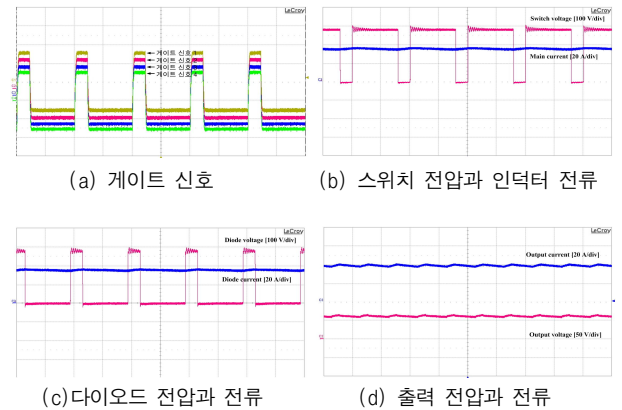 LeCroy
게이트 신호 1
게이트 신호
게이트 신호
게이트 신호
(a) 게이트 신호
LeCroy
Switch voltage [100 V/div]
Main current [20 A/div]
(b) 스위치 전압과 인덕터 전류
LeCroy
Diode voltage [100 V/div]
Diode current [20 A/div]
(c)다이오드 전압과 전류
LeCroy
Output current [20 A/div]
Output voltage [50 V/div]
(d) 출력 전압과 전류